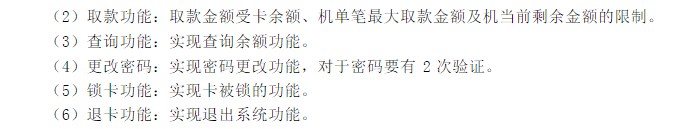 （2）取款功能：取款金额受卡余额、机单笔最大取款金额及机当前剩余金额的限制。
（3）查询功能：实现查询余额功能。
（4）更改密码：实现密码更改功能，对于密码要有 2 次验证。
（5）锁卡功能：实现卡被锁的功能。
（6）退卡功能：实现退出系统功能。